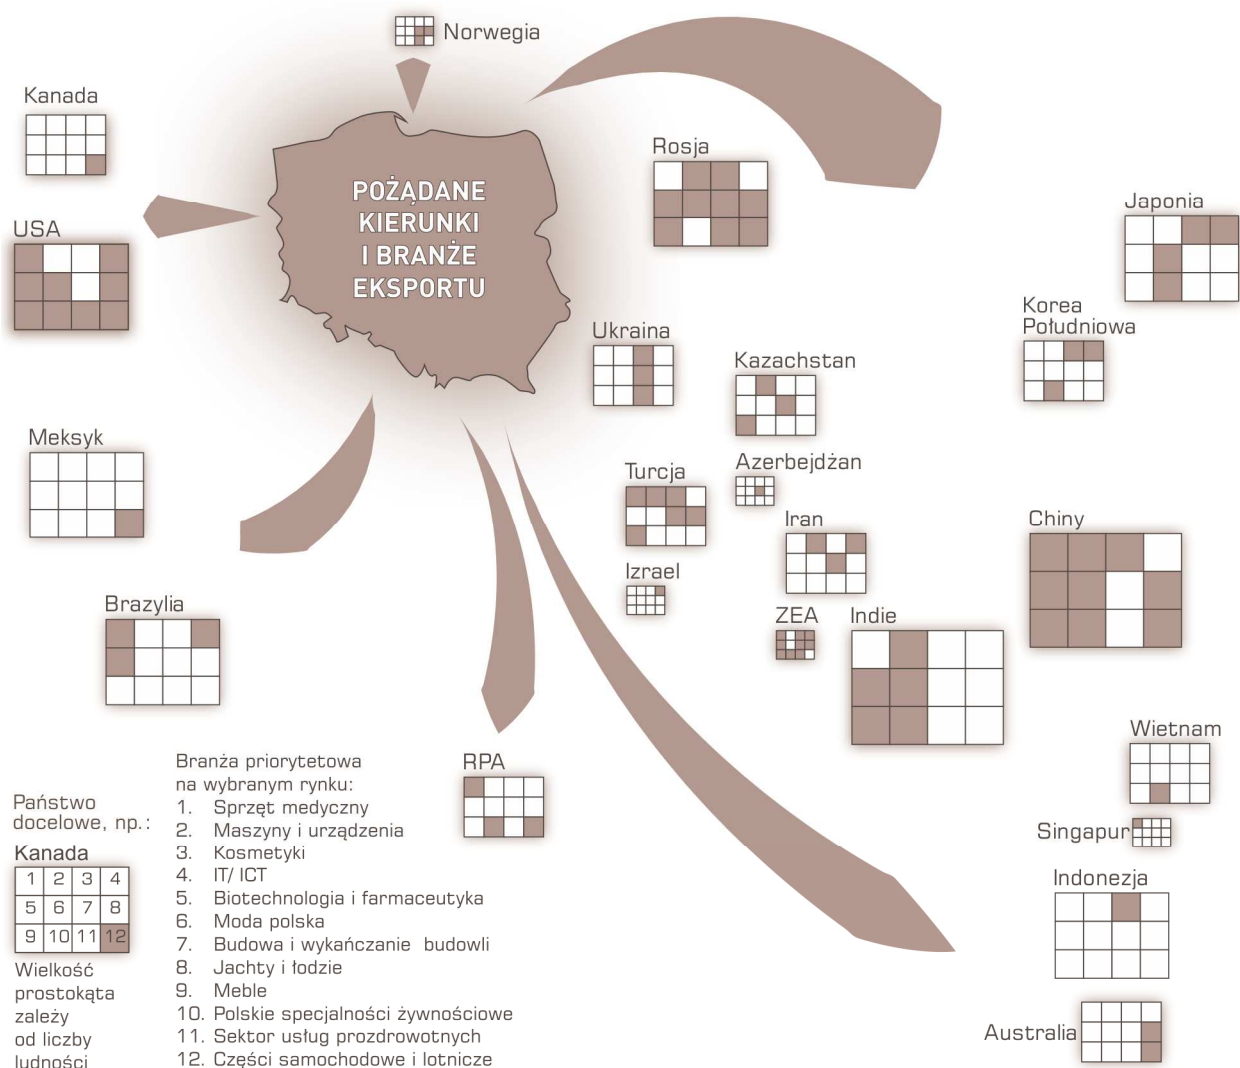 Norwegia
Kanada
USA
POŻĄDANE
KIERUNKI
I BRANŻE
EKSPORTU
Rosja
Japonia
Korea
Południowa
Ukraina
Kazachstan
Meksyk
Turcja
Azerbejdżan
Iran
Chiny
Izrael
Brazylia
ZEA
Indie
RPA
Wietnam
Singapur
Indonezja
Australia
Państwo
docelowe, np.:
Kanada
1 2 3 4
5 6 7 8
9 10 11 12
Wielkość
prostokąta
zależy
od liczby
ludności
Branża priorytetowa
na wybranym rynku:
1. Sprzęt medyczny
2. Maszyny i urządzenia
3. Kosmetyki
4. IT/ ICT
5. Biotechnologia i farmaceutyka
6. Moda polska
7. Budowa i wykańczanie budowli
8. Jachty i łodzie
9. Meble
10. Polskie specjalności żywnościowe
11. Sektor usług prozdrowotnych
12. Części samochodowe i lotnicze